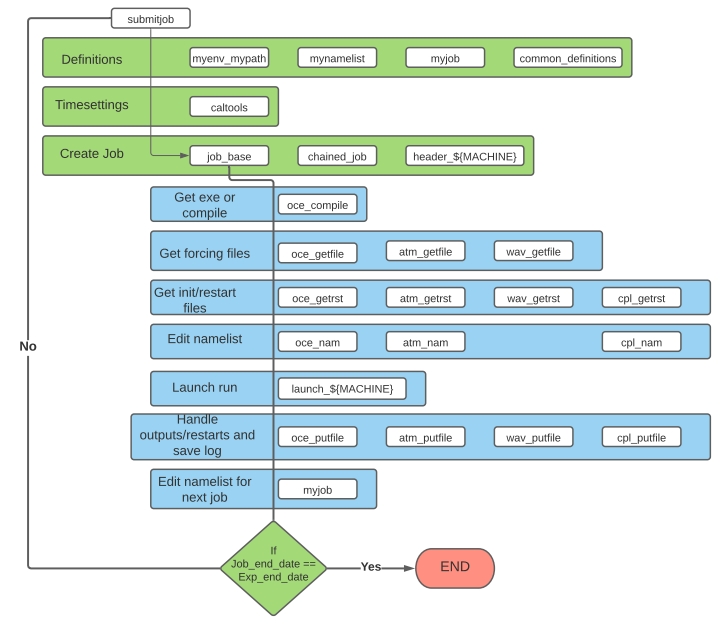 submitjob
Definitions
myenv_mypath
mynamelist
myjob
common_definitions
Timesettings
caltools
Create Job
job_base
chained_job
header_${MACHINE}
Get exe or
compile
oce_compile
Get forcing files
oce_getfile
atm_getfile
wav_getfile
Get init/restart
files
oce_getrst
atm_getrst
wav_getrst
cpl_getrst
Edit namelist
oce_nam
atm_nam
cpl_nam
No
Launch run
launch_${MACHINE}
Handle
outputs/restarts and
save log
oce_putfile
atm_putfile
wav_putfile
cpl_putfile
Edit namelist for
next job
myjob
If
Job_end_date ==
Exp_end_date
Yes
END